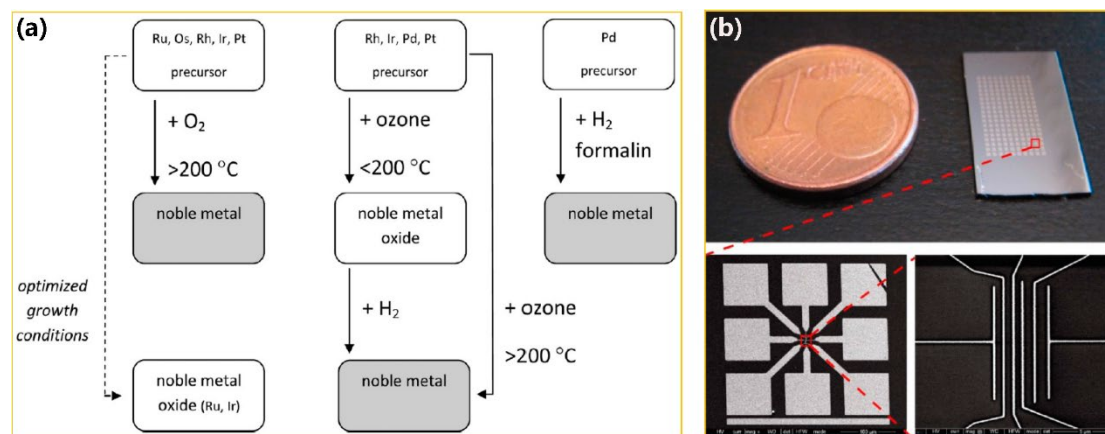 (a)
Ru, Os, Rh, Ir, Pt
precursor
+ O₂
>200 °C
noble metal
optimized
growth
conditions
noble metal
oxide (Ru, Ir)
Rh, Ir, Pd, Pt
precursor
+ ozone
<200 °C
noble metal
oxide
+ H₂
noble metal
+ ozone
>200 °C
Pd
precursor
+ H₂
formalin
noble metal
(b)
1